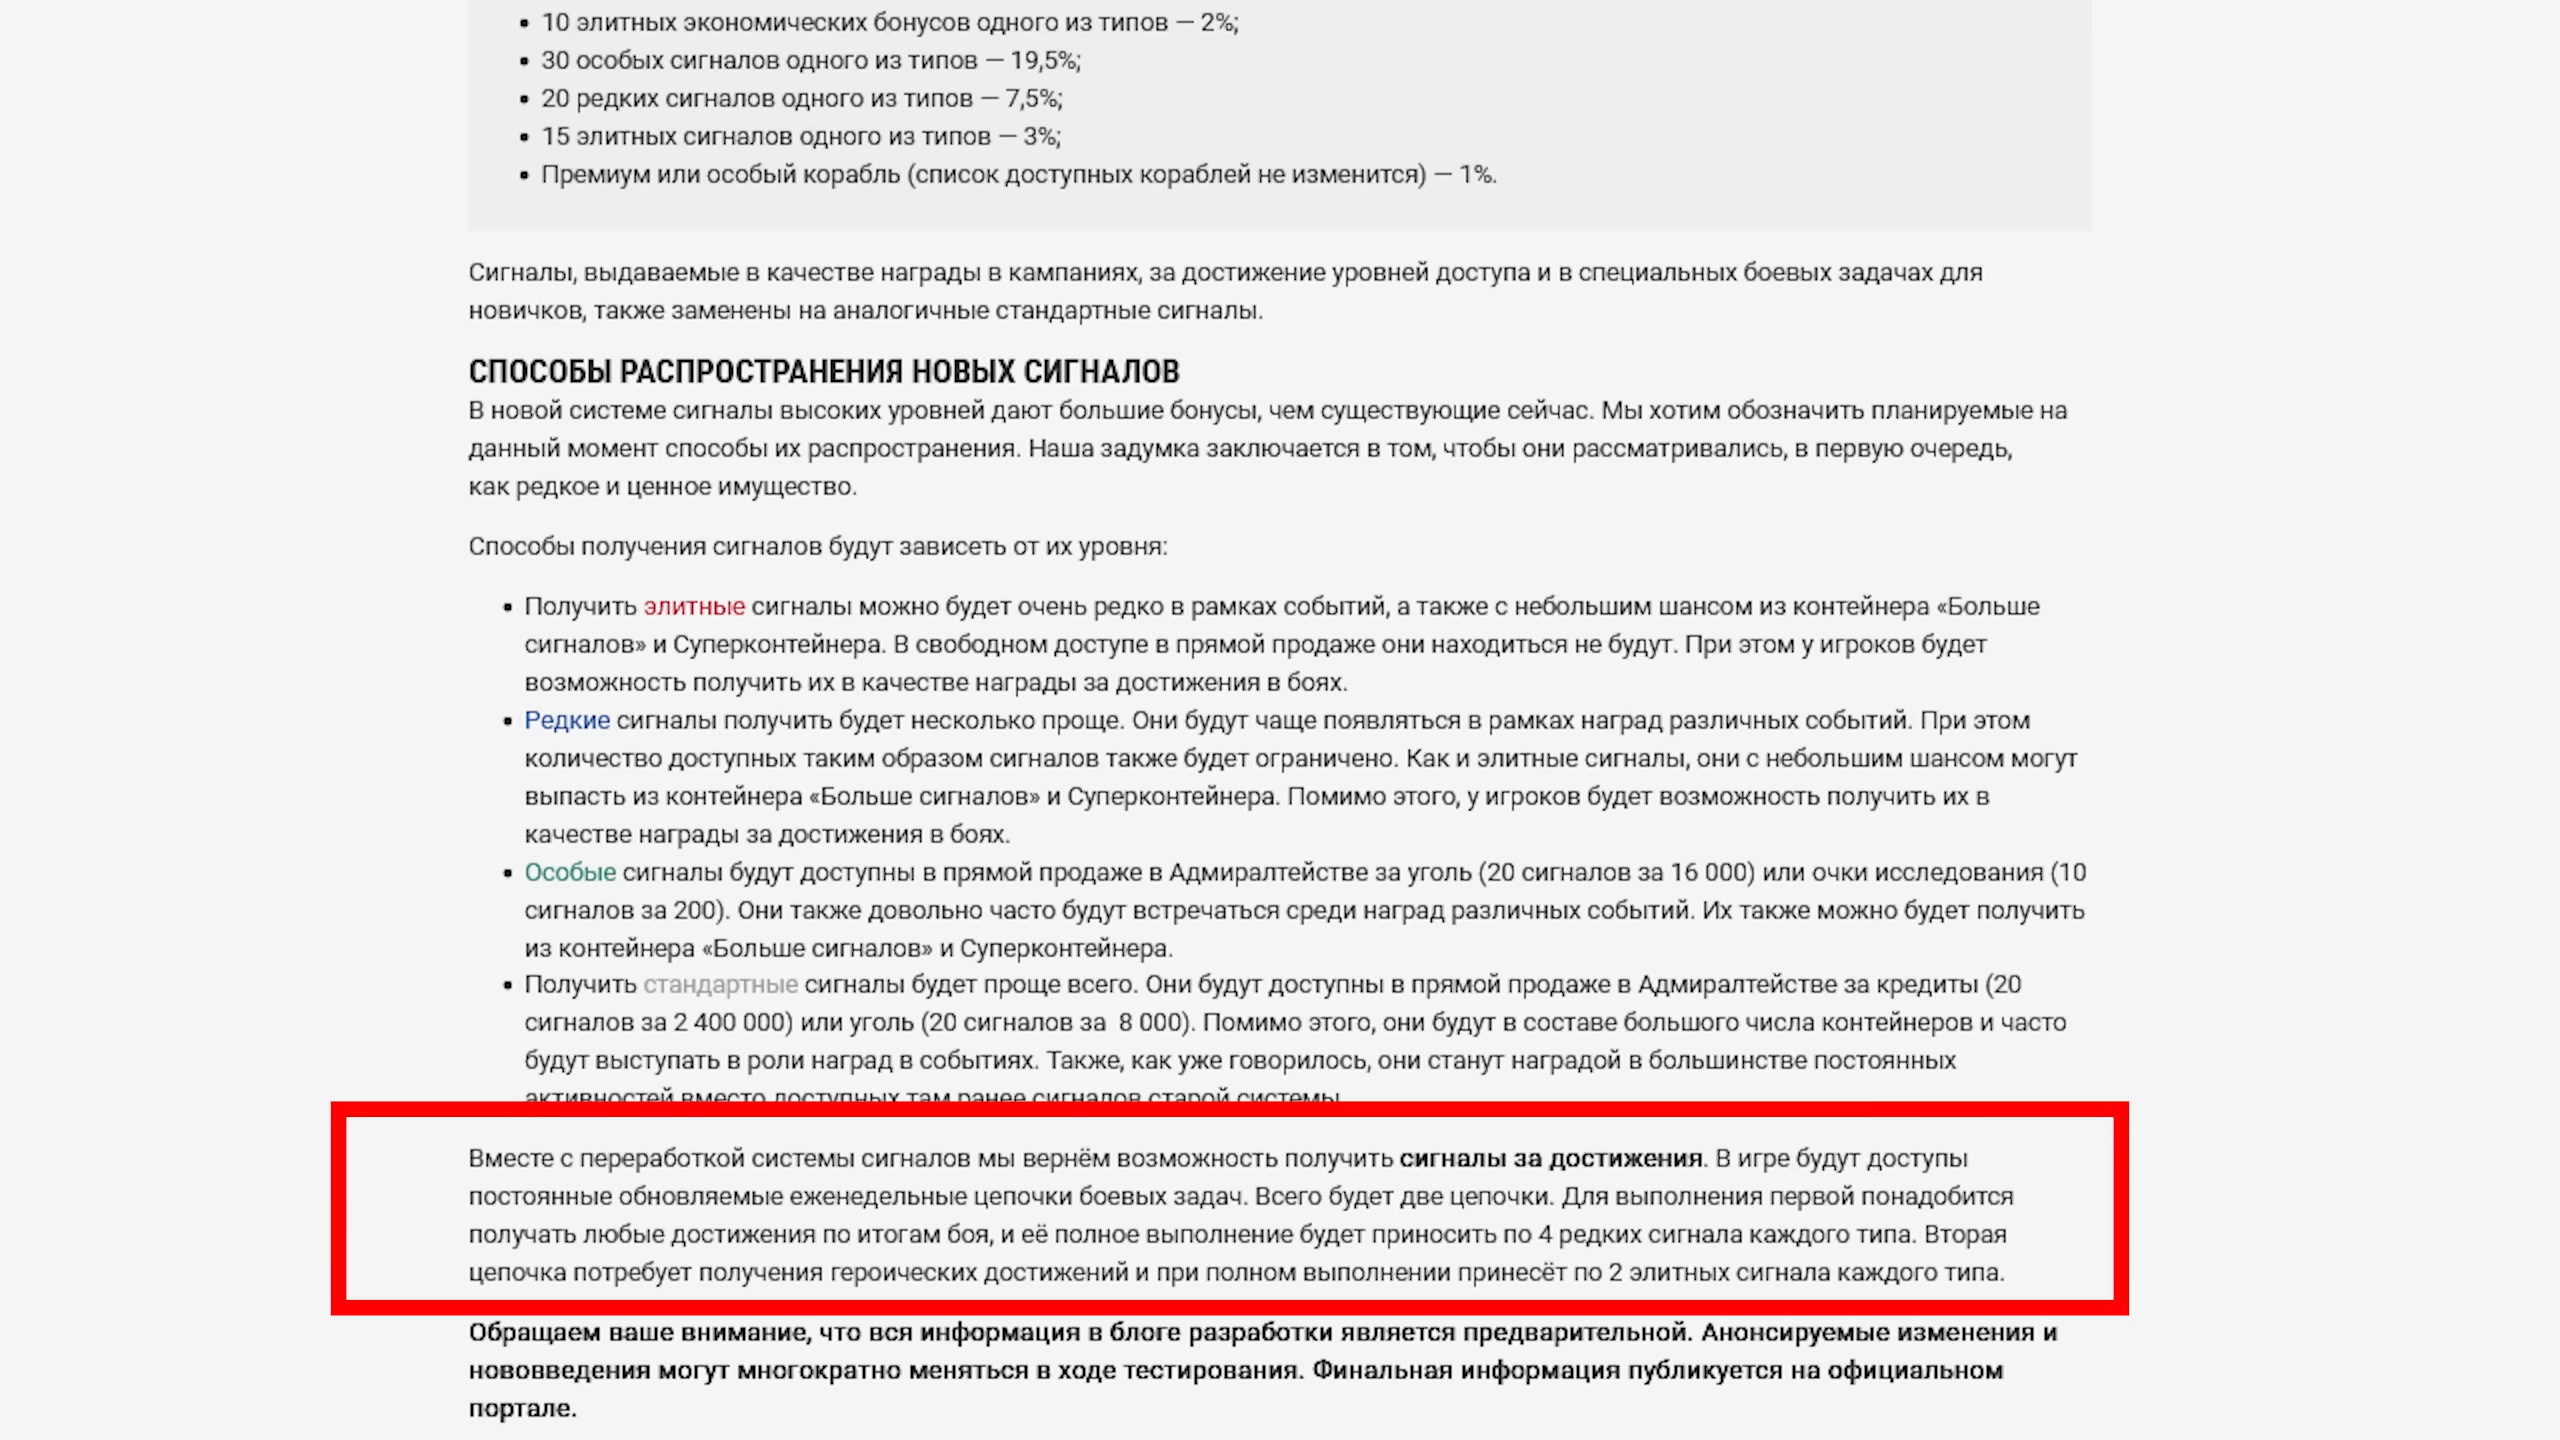 10 элитных экономических бонусов одного из типов — 2%;
30 особых сигналов одного из типов — 19,5%;
20 редких сигналов одного из типов — 7,5%;
15 элитных сигналов одного из типов — 3%;
Премиум или особый корабль (список доступных кораблей не изменится) — 1%.
Сигналы, выдаваемые в качестве награды в кампаниях, за достижение уровней доступа и в специальных боевых задачах для
новичков, также заменены на аналогичные стандартные сигналы.
СПОСОБЫ РАСПРОСТРАНЕНИЯ НОВЫХ СИГНАЛОВ
В новой системе сигналы высоких уровней дают большие бонусы, чем существующие сейчас. Мы хотим обозначить планируемые на
данный момент способы их распространения. Наша задумка заключается в том, чтобы они рассматривались, в первую очередь,
как редкое и ценное имущество.
Способы получения сигналов будут зависеть от их уровня:
Получить элитные сигналы можно будет очень редко в рамках событий, а также с небольшим шансом из контейнера «Больше
сигналов» и Суперконтейнера. В свободном доступе в прямой продаже они находиться не будут. При этом у игроков будет
возможность получить их в качестве награды за достижения в боях.
Редкие сигналы получить будет несколько проще. Они будут чаще появляться в рамках наград различных событий. При этом
количество доступных таким образом сигналов также будет ограничено. Как и элитные сигналы, они с небольшим шансом могут
выпасть из контейнера «Больше сигналов» и Суперконтейнера. Помимо этого, у игроков будет возможность получить их в
качестве награды за достижения в боях.
Особые сигналы будут доступны в прямой продаже в Адмиралтействе за уголь (20 сигналов за 16 000) или очки исследования (10
сигналов за 200). Они также довольно часто будут встречаться среди наград различных событий. Их также можно будет получить
из контейнера «Больше сигналов» и Суперконтейнера.
Получить стандартные сигналы будет проще всего. Они будут доступны в прямой продаже в Адмиралтействе за кредиты (20
сигналов за 2 400 000) или уголь (20 сигналов за 8 000). Помимо этого, они будут в составе большого числа контейнеров и часто
будут выступать в роли наград в событиях. Также, как уже говорилось, они станут наградой в большинстве постоянных
активностей вместо доступных там ранее сигналов старой системы.
Вместе с переработкой системы сигналов мы вернём возможность получить сигналы за достижения. В игре будут доступы
постоянные обновляемые еженедельные цепочки боевых задач. Всего будет две цепочки. Для выполнения первой понадобится
получать любые достижения по итогам боя, и её полное выполнение будет приносить по 4 редких сигнала каждого типа. Вторая
цепочка потребует получения героических достижений и при полном выполнении принесёт по 2 элитных сигнала каждого типа.
Обращаем ваше внимание, что вся информация в блоге разработки является предварительной. Анонсируемые изменения и
нововведения могут многократно меняться в ходе тестирования. Финальная информация публикуется на официальном
портале.